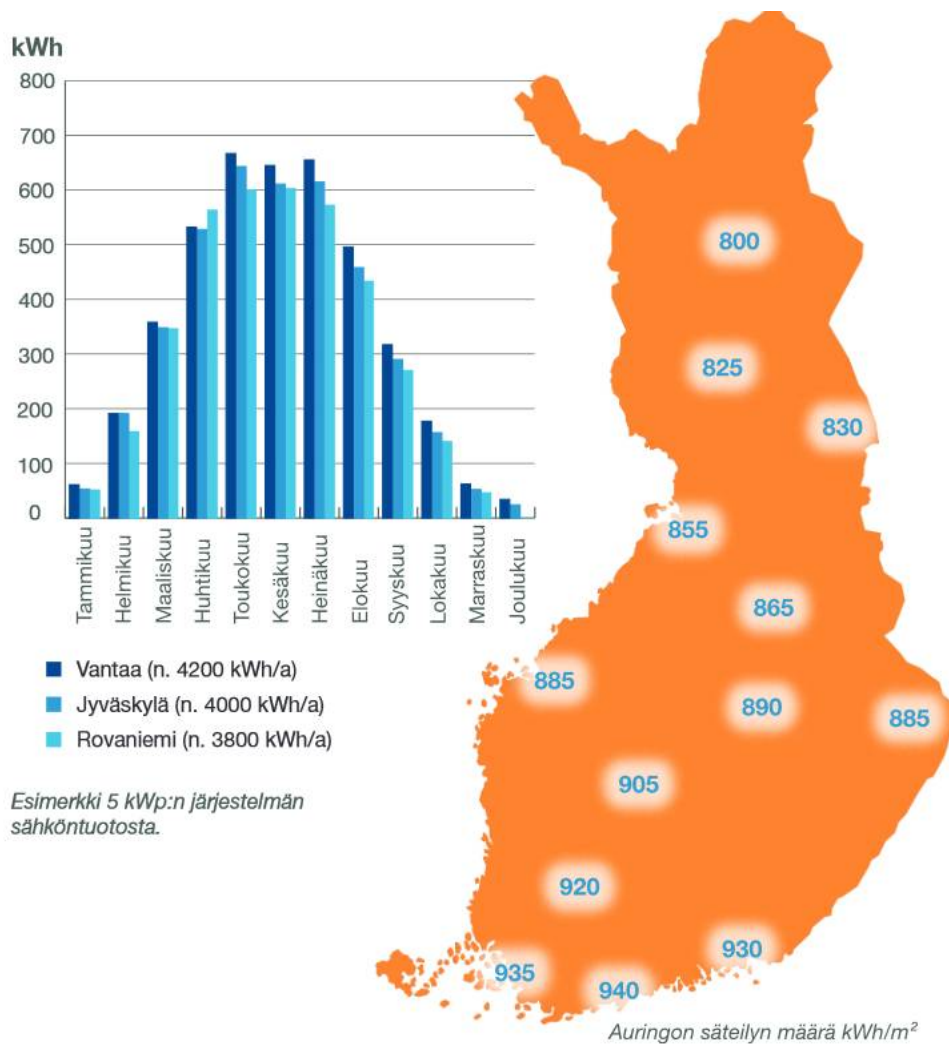 kWh
800
700
600
500
400
300
200
100
0
Tammikuu
Helmikuu
Maaliskuu
Huhtikuu
Toukokuu
Kesäkuu
Heinäkuu
Elokuu
Syyskuu
Lokakuu
Marraskuu
Joulukuu
Vantaa (n. 4200 kWh/a)
Jyväskylä (n. 4000 kWh/a)
Rovaniemi (n. 3800 kWh/a)
Esimerkki 5 kWp:n järjestelmän
sähköntuotosta.
800
825
830
855
865
885
890
885
905
920
930
935
940
Auringon säteilyn määrä kWh/m²